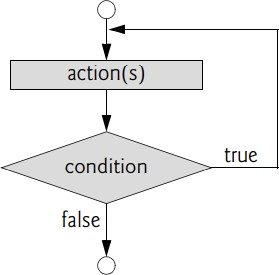 action(s)
condition
true
false